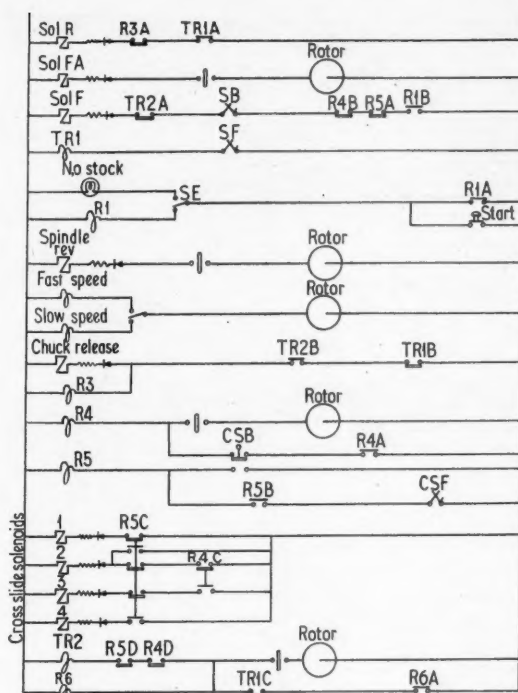 Sol R R3A TR1A
Sol FA Rotor
Sol F TR2A SB R4B R5A R1B
TR1 SF
No stock
SE R1A
R1 Start
Spindle rev Rotor
Fast speed
Rotor
Slow speed
Chuck release TR2B TR1B
R3
R4 Rotor
CSB R4A
R5
R5B CSF
Cross slide solenoids
1 R5C
2 R4C
3
4
TR2 R5D R4D Rotor
R6 TR1C R6A